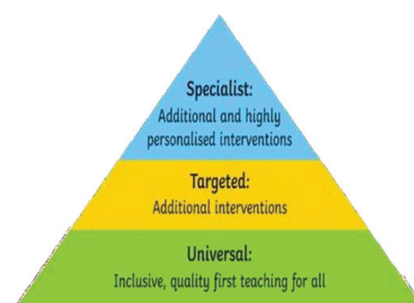 Specialist:
Additional and highly
personalised interventions
Targeted:
Additional interventions
Universal:
Inclusive, quality first teaching for all